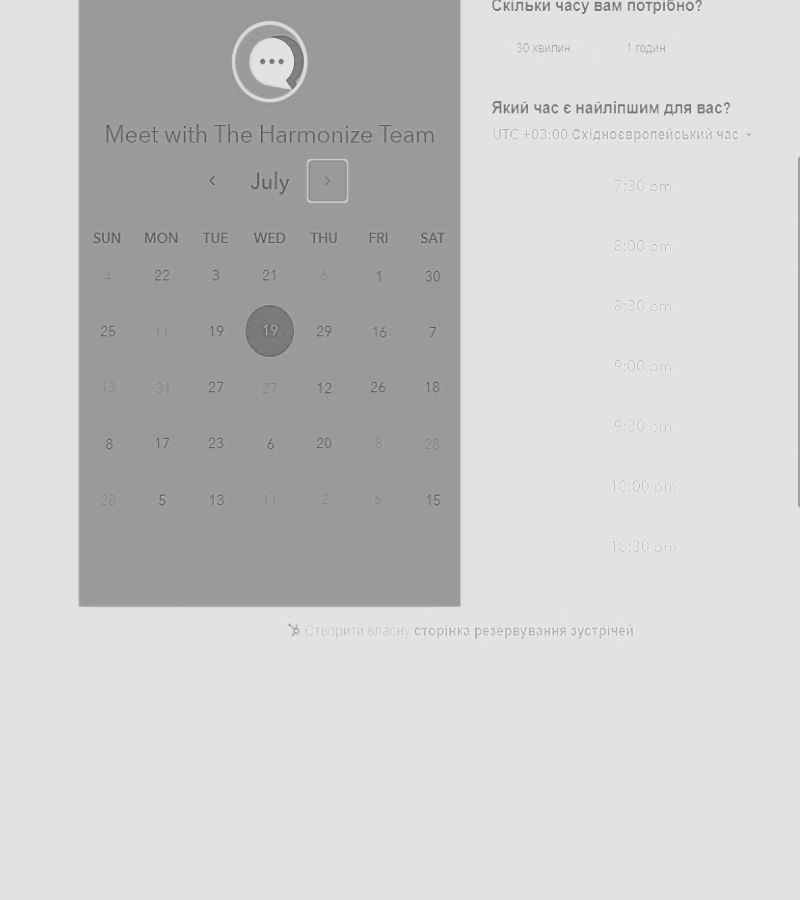 Meet with The Harmonize Team
July
SUN MON TUE WED THU FRI SAT
4 22 3 21 6 1 30
25 11 19 19 29 16 7
13 31 27 27 12 26 18
8 17 23 6 20 8 28
28 5 13 11 2 6 15
Скільки часу вам потрібно?
30 хвилин 1 годин
Який час є найліпшим для вас?
UTC +03:00 Східноєвропейський час
7:30 pm
8:00 pm
8:30 pm
9:00 pm
9:30 pm
10:00 pm
10:30 pm
Створити власну сторінка резервування зустрічей